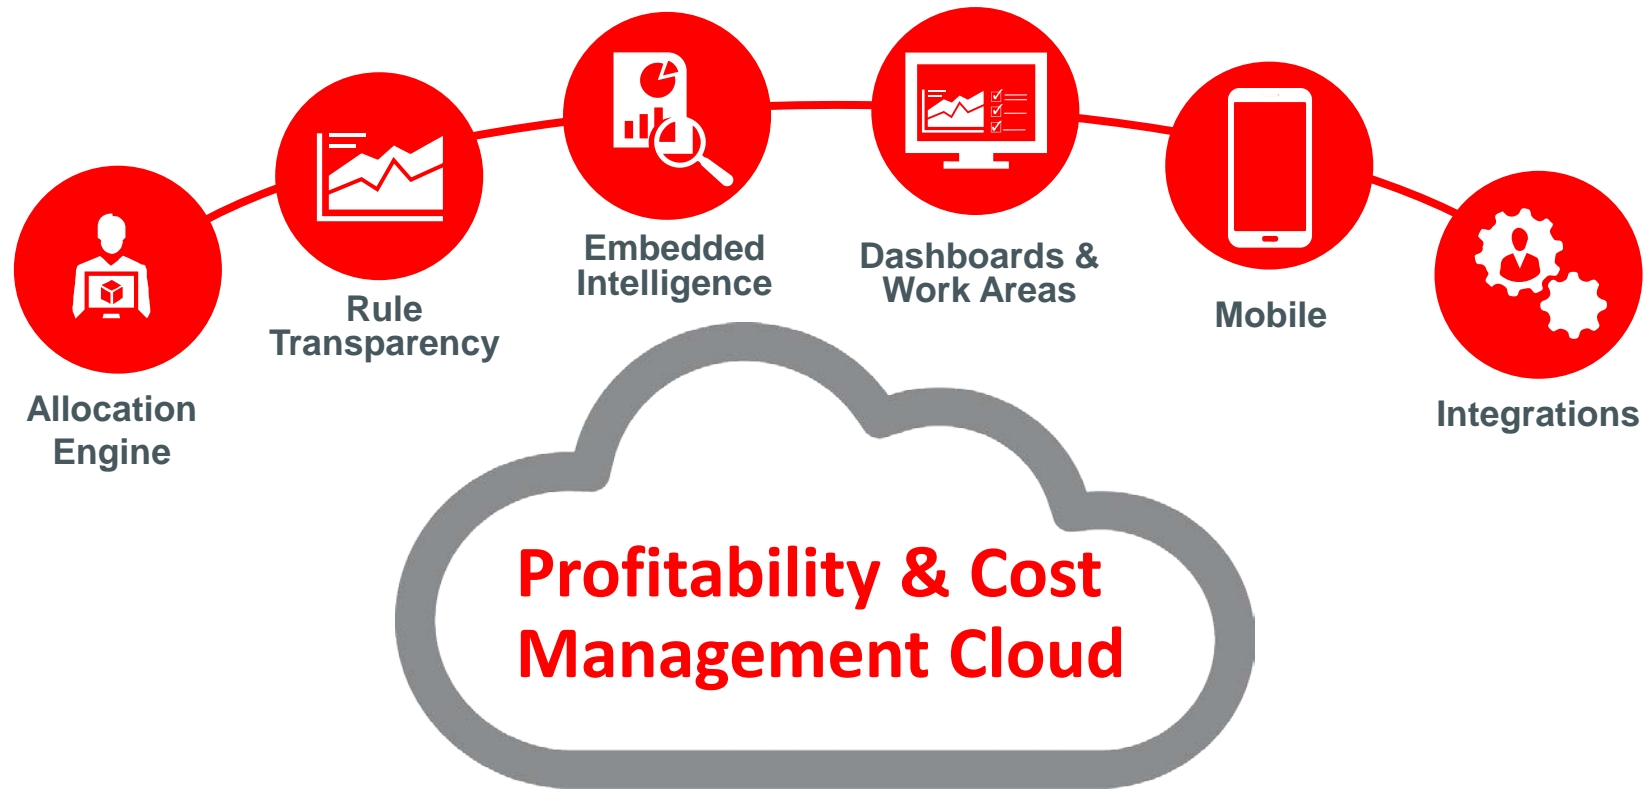 Allocation
Engine
Rule
Transparency
Embedded
Intelligence
Dashboards &
Work Areas
Mobile
Integrations
Profitability & Cost
Management Cloud